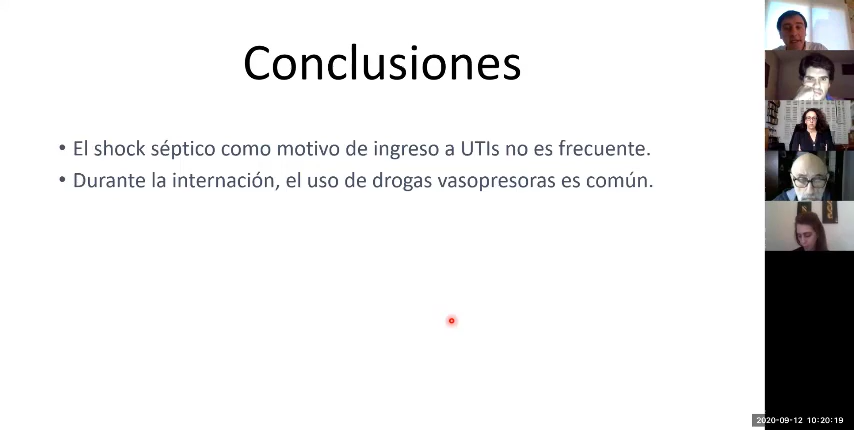 Conclusiones
• El shock séptico como motivo de ingreso a UTIs no es frecuente.
• Durante la internación, el uso de drogas vasopresoras es común.
2020-09-12 10:20:19